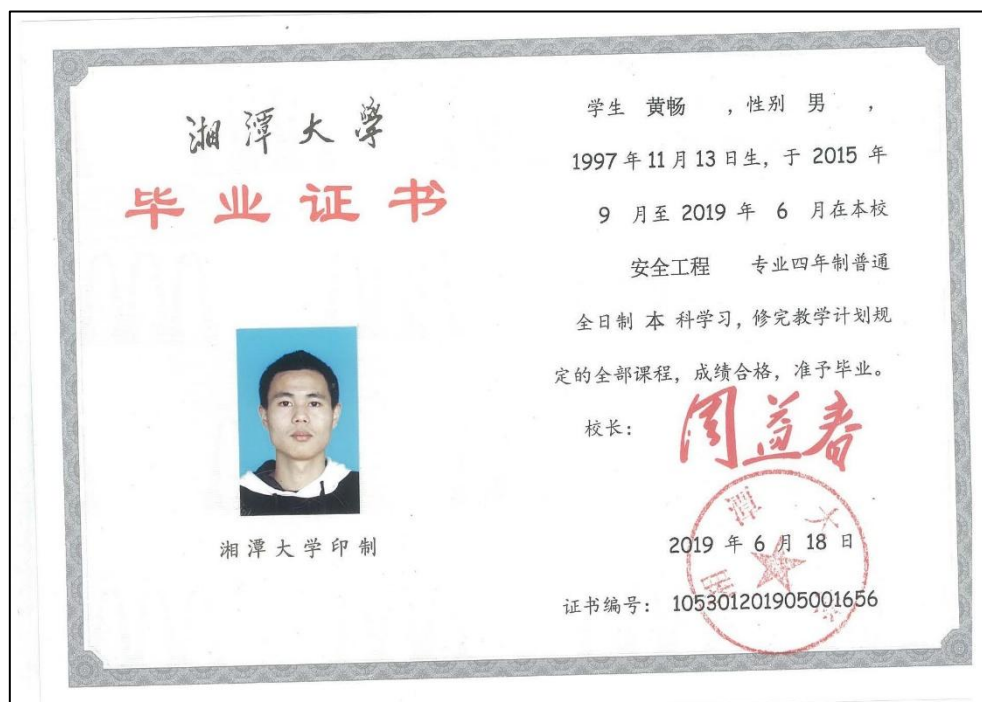 湘潭大學
毕业证书
湘潭大学印制
学生 黄畅 ，性别 男 ，
1997 年 11 月 13 日生，于 2015 年
9 月至 2019 年 6 月在本校
安全工程 专业四年制普通
全日制 本 科学习，修完教学计划规
定的全部课程，成绩合格，准予毕业。
校长：周益春
湘潭大学
2019 年 6 月 18 日
证书编号：105301201905001656